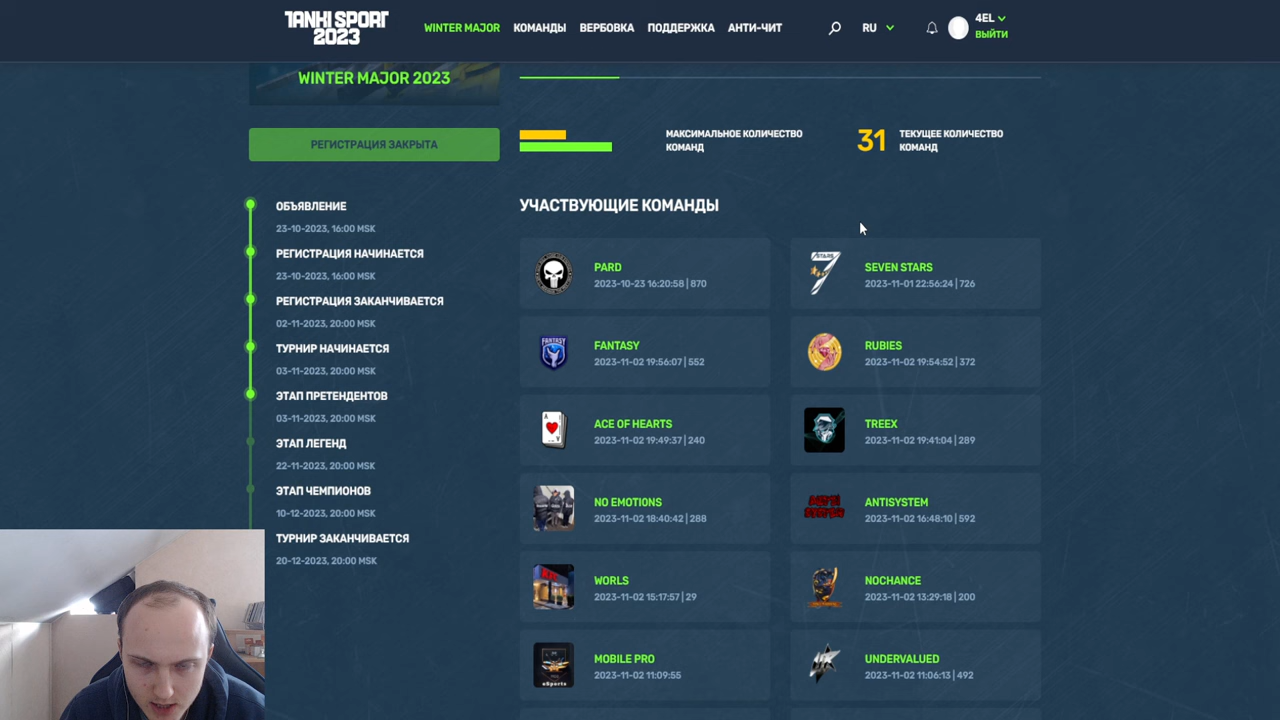 TANKI SPORT
2023
WINTER MAJOR
КОМАНДЫ
ВЕРБОВКА
ПОДДЕРЖКА
АНТИ-ЧИТ
RU
4EL
ВЫЙТИ
WINTER MAJOR 2023
РЕГИСТРАЦИЯ ЗАКРЫТА
МАКСИМАЛЬНОЕ КОЛИЧЕСТВО
КОМАНД
31
ТЕКУЩЕЕ КОЛИЧЕСТВО
КОМАНД
ОБЪЯВЛЕНИЕ
23-10-2023, 16:00 MSK
РЕГИСТРАЦИЯ НАЧИНАЕТСЯ
23-10-2023, 16:00 MSK
РЕГИСТРАЦИЯ ЗАКАНЧИВАЕТСЯ
02-11-2023, 20:00 MSK
ТУРНИР НАЧИНАЕТСЯ
03-11-2023, 20:00 MSK
ЭТАП ПРЕТЕНДЕНТОВ
03-11-2023, 20:00 MSK
ЭТАП ЛЕГЕНД
22-11-2023, 20:00 MSK
ЭТАП ЧЕМПИОНОВ
10-12-2023, 20:00 MSK
ТУРНИР ЗАКАНЧИВАЕТСЯ
20-12-2023, 20:00 MSK
УЧАСТВУЮЩИЕ КОМАНДЫ
PARD
2023-10-23 16:20:58 | 870
7 STARS
SEVEN STARS
2023-11-01 22:56:24 | 726
FANTASY
FANTASY
2023-11-02 19:56:07 | 552
RUBIES
2023-11-02 19:54:52 | 372
A
ACE OF HEARTS
2023-11-02 19:49:37 | 240
TREEX
2023-11-02 19:41:04 | 289
NO EMOTIONS
2023-11-02 18:40:42 | 288
ANTISYSTEM
2023-11-02 16:48:10 | 592
WORLS
2023-11-02 15:17:57 | 29
NOCHANCE
2023-11-02 13:29:18 | 200
eSports
MOBILE PRO
2023-11-02 11:09:55
UNDERVALUED
2023-11-02 11:06:13 | 492